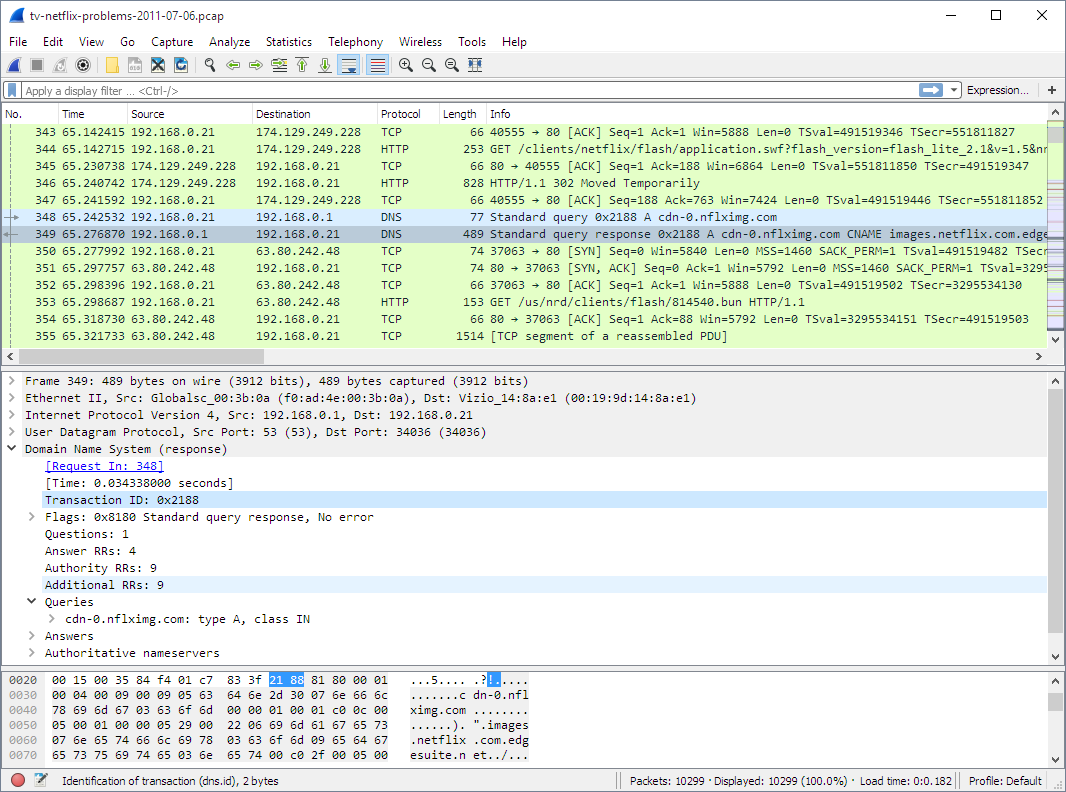 tv-netflix-problems-2011-07-06.pcap
File Edit View Go Capture Analyze Statistics Telephony Wireless Tools Help
Apply a display filter ... <Ctrl-/> Expression... +
No. Time Source Destination Protocol Length Info
343 65.142415 192.168.0.21 174.129.249.228 TCP 66 40555 → 80 [ACK] Seq=1 Ack=1 Win=5888 Len=0 TSval=491519346 TSecr=551811827
344 65.142715 192.168.0.21 174.129.249.228 HTTP 253 GET /clients/netflix/flash/application.swf?flash_version=flash_lite_2.1&v=1.5&nr
345 65.230738 174.129.249.228 192.168.0.21 TCP 66 80 → 40555 [ACK] Seq=1 Ack=188 Win=6864 Len=0 TSval=551811850 TSecr=491519347
346 65.240742 174.129.249.228 192.168.0.21 HTTP 828 HTTP/1.1 302 Moved Temporarily
347 65.241592 192.168.0.21 174.129.249.228 TCP 66 40555 → 80 [ACK] Seq=188 Ack=763 Win=7424 Len=0 TSval=491519446 TSecr=551811852
348 65.242532 192.168.0.21 192.168.0.1 DNS 77 Standard query 0x2188 A cdn-0.nflximg.com
349 65.276870 192.168.0.1 192.168.0.21 DNS 489 Standard query response 0x2188 A cdn-0.nflximg.com CNAME images.netflix.com.edge
350 65.277992 192.168.0.21 63.80.242.48 TCP 74 37063 → 80 [SYN] Seq=0 Win=5840 Len=0 MSS=1460 SACK_PERM=1 TSval=491519482 TSec
351 65.297757 63.80.242.48 192.168.0.21 TCP 74 80 → 37063 [SYN, ACK] Seq=0 Ack=1 Win=5792 Len=0 MSS=1460 SACK_PERM=1 TSval=3295
352 65.298396 192.168.0.21 63.80.242.48 TCP 66 37063 → 80 [ACK] Seq=1 Ack=1 Win=5888 Len=0 TSval=491519502 TSecr=3295534130
353 65.298687 192.168.0.21 63.80.242.48 HTTP 153 GET /us/nrd/clients/flash/814540.bun HTTP/1.1
354 65.318730 63.80.242.48 192.168.0.21 TCP 66 80 → 37063 [ACK] Seq=1 Ack=88 Win=5792 Len=0 TSval=3295534151 TSecr=491519503
355 65.321733 63.80.242.48 192.168.0.21 TCP 1514 [TCP segment of a reassembled PDU]
Frame 349: 489 bytes on wire (3912 bits), 489 bytes captured (3912 bits)
Ethernet II, Src: Globalsc_00:3b:0a (f0:ad:4e:00:3b:0a), Dst: Vizio_14:8a:e1 (00:19:9d:14:8a:e1)
Internet Protocol Version 4, Src: 192.168.0.1, Dst: 192.168.0.21
User Datagram Protocol, Src Port: 53 (53), Dst Port: 34036 (34036)
Domain Name System (response)
[Request In: 348]
[Time: 0.034338000 seconds]
Transaction ID: 0x2188
Flags: 0x8180 Standard query response, No error
Questions: 1
Answer RRs: 4
Authority RRs: 9
Additional RRs: 9
Queries
cdn-0.nflximg.com: type A, class IN
Answers
Authoritative nameservers
0020 00 15 00 35 84 f4 01 c7 83 3f 21 88 81 80 00 01 ...5.... .?!.....
0030 00 04 00 09 00 09 05 63 64 6e 2d 30 07 6e 66 6c .......c dn-0.nfl
0040 78 69 6d 67 03 63 6f 6d 00 00 01 00 01 c0 0c 00 ximg.com ........
0050 05 00 01 00 00 05 29 00 22 06 69 6d 61 67 65 73 ......). ".images
0060 07 6e 65 74 66 6c 69 78 03 63 6f 6d 09 65 64 67 .netflix .com.edg
0070 65 73 75 69 74 65 03 6e 65 74 00 c0 2f 00 05 00 esuite.n et../...
Identification of transaction (dns.id), 2 bytes Packets: 10299 · Displayed: 10299 (100.0%) · Load time: 0:0.182 Profile: Default